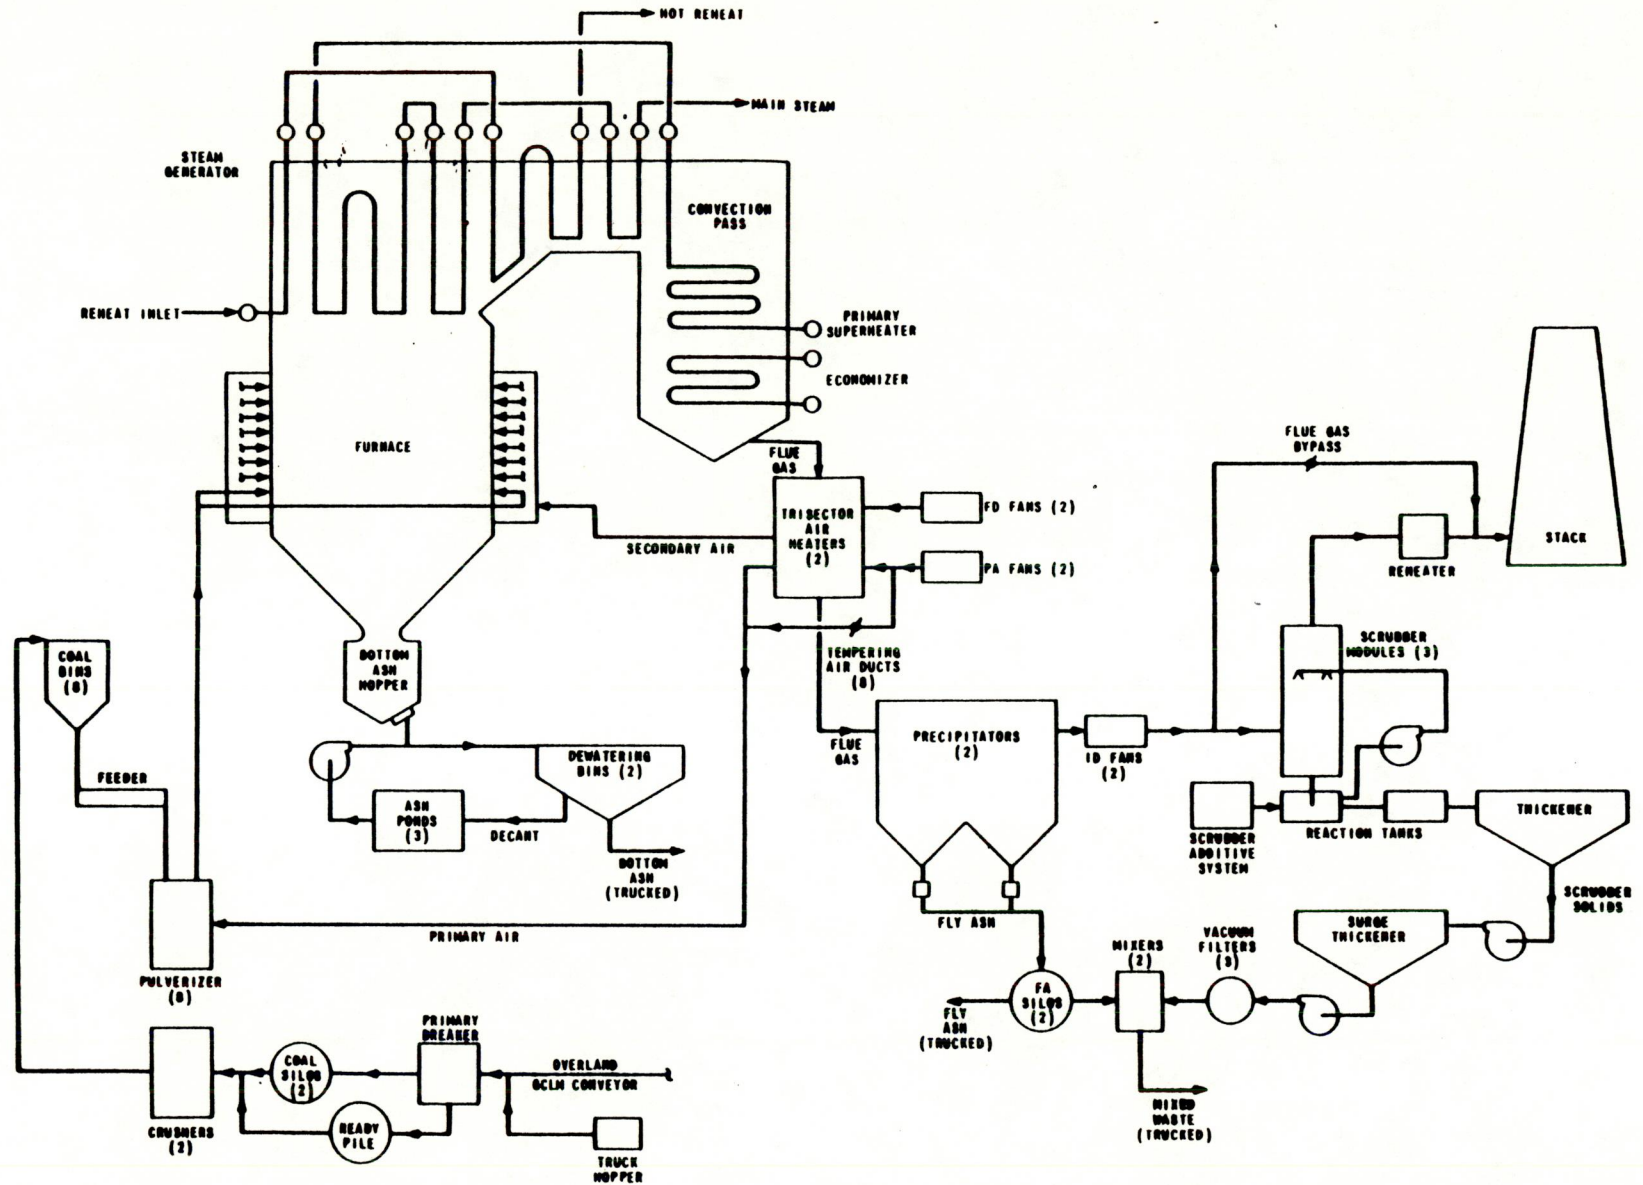 HOT REHEAT
MAIN STEAM
STEAM
GENERATOR
CONVECTION
PASS
REHEAT INLET
PRIMARY
SUPERHEATER
ECONOMIZER
FURNACE
FLUE
GAS
FLUE GAS
BYPASS
TRISECTOR
AIR
HEATERS
(2)
FD FANS (2)
PA FANS (2)
SECONDARY AIR
STACK
REHEATER
COAL
BINS
(8)
BOTTOM
ASH
HOPPER
TEMPERING
AIR DUCTS
(8)
SCRUBBER
MODULES (3)
FEEDER
DEWATERING
BINS (2)
FLUE
GAS
PRECIPITATORS
(2)
ID FANS
(2)
ASH
PONDS
(3)
DECANT
BOTTOM
ASH
(TRUCKED)
SCRUBBER
ADDITIVE
SYSTEM
REACTION TANKS
THICKENER
SCRUBBER
SOLIDS
PRIMARY AIR
FLY ASH
PULVERIZER
(8)
SURGE
THICKENER
MIXERS
(2)
VACUUM
FILTERS
(3)
FA
SILOS
(2)
FLY
ASH
(TRUCKED)
PRIMARY
BREAKER
COAL
SILOS
(2)
OVERLAND
GCLM CONVEYOR
READY
PILE
CRUSHERS
(2)
TRUCK
HOPPER
MIXED
WASTE
(TRUCKED)